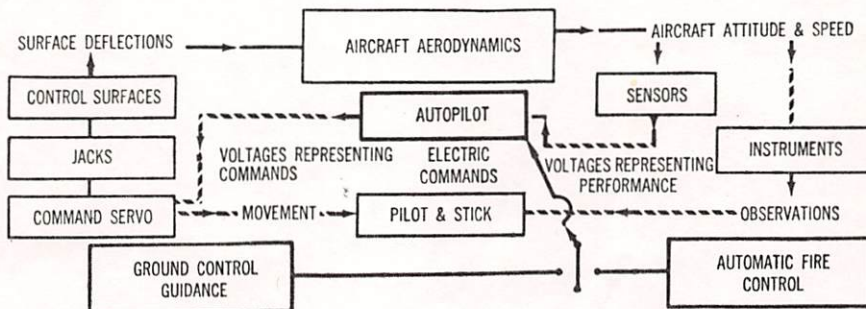 SURFACE DEFLECTIONS
AIRCRAFT AERODYNAMICS
AIRCRAFT ATTITUDE & SPEED
CONTROL SURFACES
AUTOPILOT
SENSORS
JACKS
VOLTAGES REPRESENTING
COMMANDS
ELECTRIC
COMMANDS
VOLTAGES REPRESENTING
PERFORMANCE
INSTRUMENTS
COMMAND SERVO
MOVEMENT
PILOT & STICK
OBSERVATIONS
GROUND CONTROL
GUIDANCE
AUTOMATIC FIRE
CONTROL